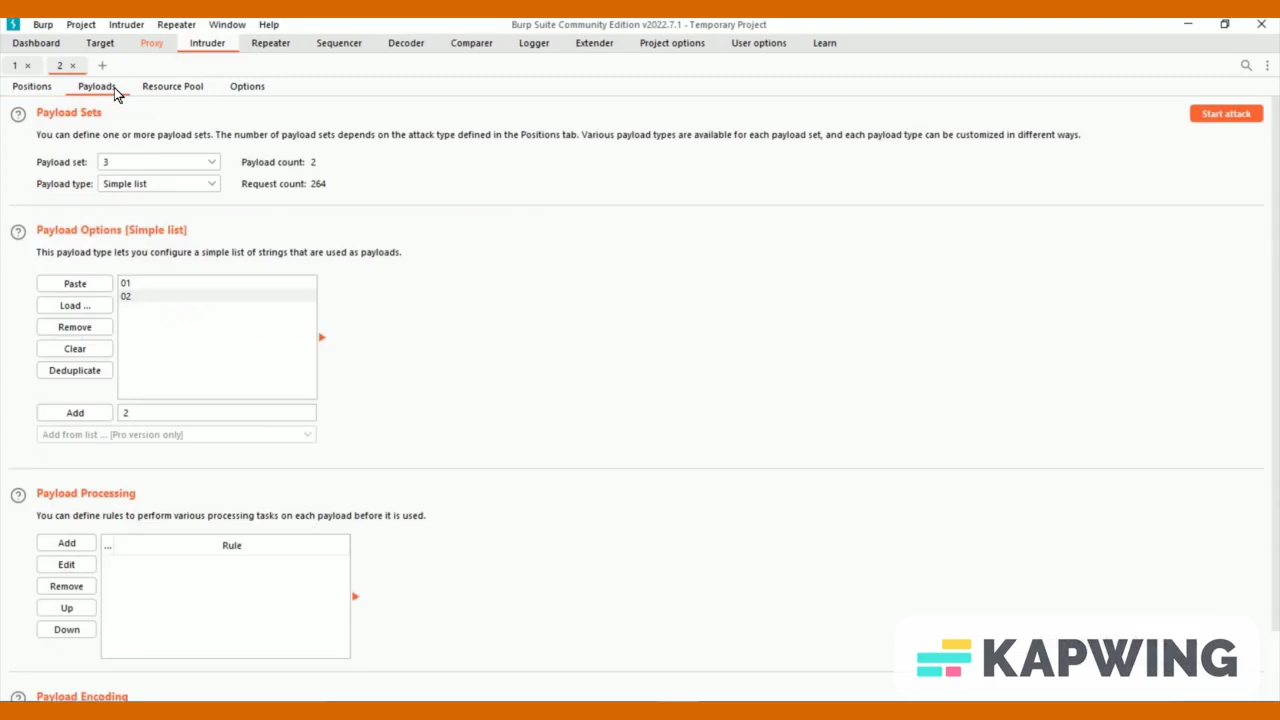 Burp Project Intruder Repeater Window Help Burp Suite Community Edition v2022.7.1 - Temporary Project
Dashboard Target Proxy Intruder Repeater Sequencer Decoder Comparer Logger Extender Project options User options Learn
1 × 2 × +
Positions Payloads Resource Pool Options
? Payload Sets Start attack
You can define one or more payload sets. The number of payload sets depends on the attack type defined in the Positions tab. Various payload types are available for each payload set, and each payload type can be customized in different ways.
Payload set: 3 Payload count: 2
Payload type: Simple list Request count: 264
? Payload Options [Simple list]
This payload type lets you configure a simple list of strings that are used as payloads.
Paste 01
02
Load ...
Remove
Clear
Deduplicate
Add 2
Add from list ... [Pro version only]
? Payload Processing
You can define rules to perform various processing tasks on each payload before it is used.
Add ... Rule
Edit
Remove
Up
Down
KAPWING
? Payload Encoding